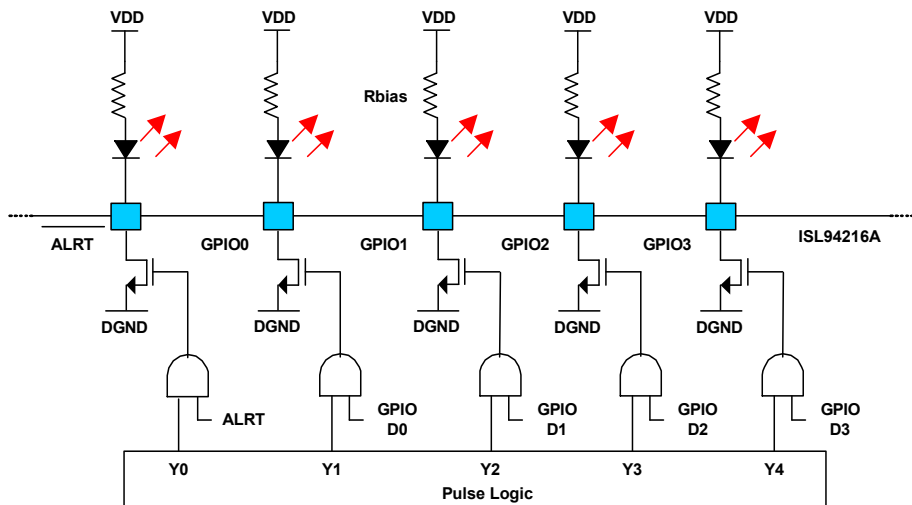 VDD VDD VDD VDD VDD
Rbias
ALRT GPIO0 GPIO1 GPIO2 GPIO3 ISL94216A
DGND DGND DGND DGND DGND
ALRT GPIO GPIO GPIO GPIO
D0 D1 D2 D3
Y0 Y1 Y2 Y3 Y4
Pulse Logic